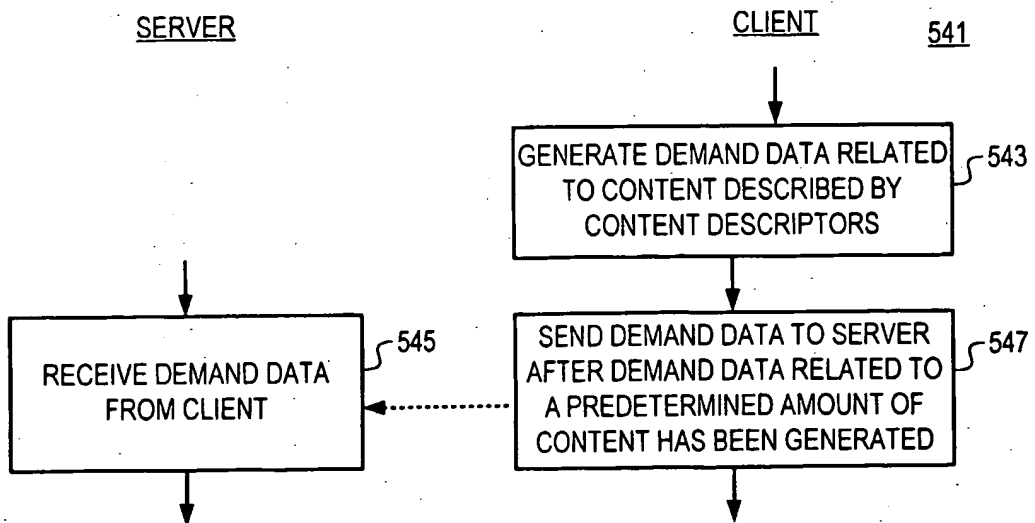 SERVER
CLIENT
541
GENERATE DEMAND DATA RELATED
TO CONTENT DESCRIBED BY
CONTENT DESCRIPTORS
543
RECEIVE DEMAND DATA
FROM CLIENT
545
SEND DEMAND DATA TO SERVER
AFTER DEMAND DATA RELATED TO
A PREDETERMINED AMOUNT OF
CONTENT HAS BEEN GENERATED
547